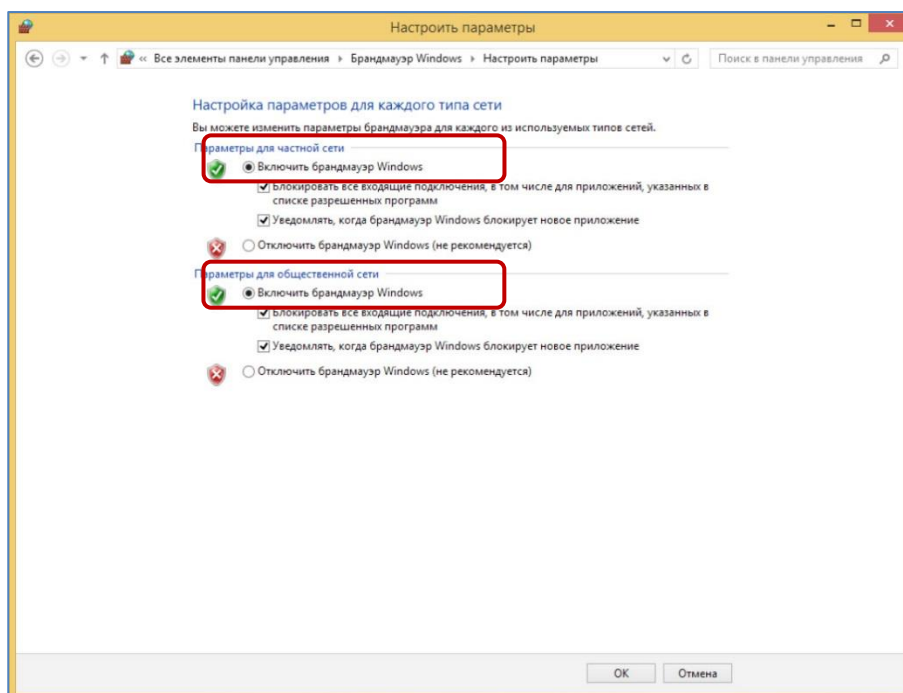 Настроить параметры
« Все элементы панели управления Брандмауэр Windows Настроить параметры
Поиск в панели управления
Настройка параметров для каждого типа сети
Вы можете изменить параметры брандмауэра для каждого из используемых типов сетей.
Параметры для частной сети
Включить брандмауэр Windows
Блокировать все входящие подключения, в том числе для приложений, указанных в
списке разрешенных программ
Уведомлять, когда брандмауэр Windows блокирует новое приложение
Отключить брандмауэр Windows (не рекомендуется)
Параметры для общественной сети
Включить брандмауэр Windows
Блокировать все входящие подключения, в том числе для приложений, указанных в
списке разрешенных программ
Уведомлять, когда брандмауэр Windows блокирует новое приложение
Отключить брандмауэр Windows (не рекомендуется)
OK Отмена